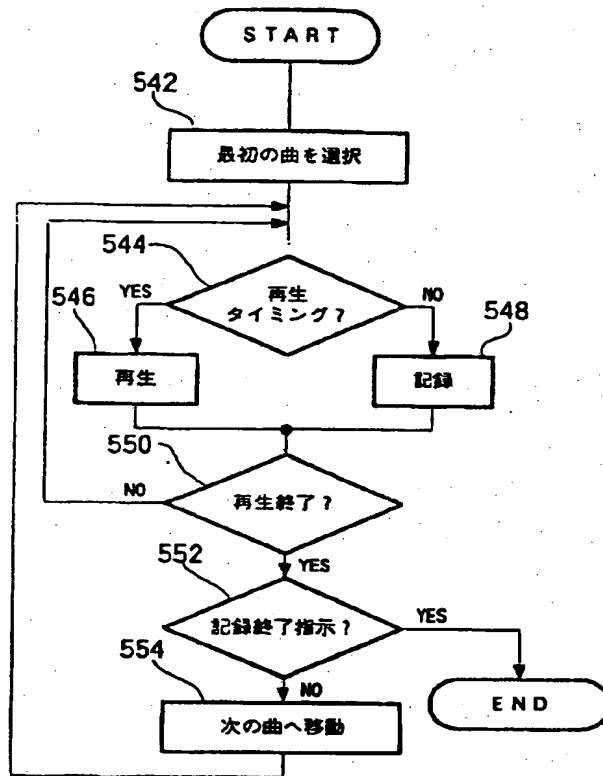 START
542
最初の曲を選択
544
再生
タイミング?
YES
NO
546
再生
548
記録
550
再生終了?
NO
YES
552
記録終了指示?
YES
NO
554
次の曲へ移動
END